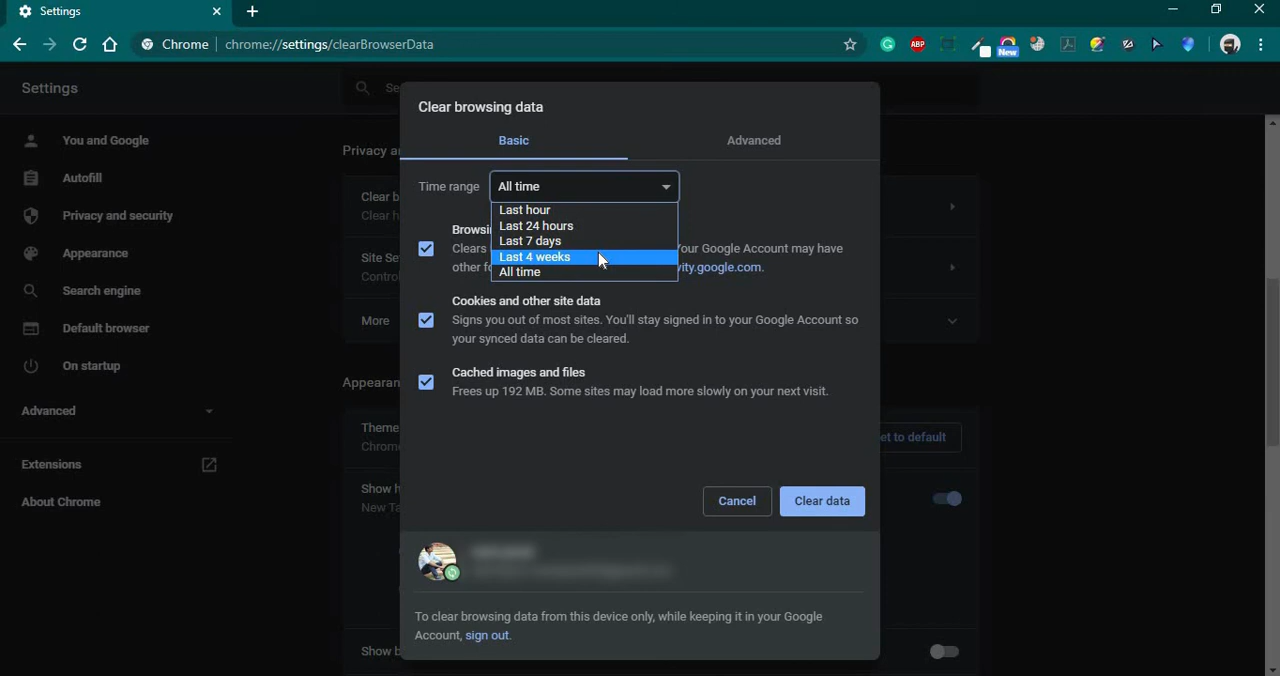 Settings
Chrome chrome://settings/clearBrowserData
ABP
New
Settings
Se
You and Google
Autofill
Privacy and security
Appearance
Search engine
Default browser
On startup
Advanced
Extensions
About Chrome
Privacy a
Clear b
Clear h
Site Se
Control
More
Appearan
Theme
Chrom
et to default
Show h
New Ta
Show b
Clear browsing data
Basic
Advanced
Time range
All time
Last hour
Last 24 hours
Last 7 days
Last 4 weeks
All time
Browsi
Clears
Your Google Account may have
other fo
vity.google.com.
Cookies and other site data
Signs you out of most sites. You'll stay signed in to your Google Account so
your synced data can be cleared.
Cached images and files
Frees up 192 MB. Some sites may load more slowly on your next visit.
Cancel
Clear data
To clear browsing data from this device only, while keeping it in your Google
Account, sign out.